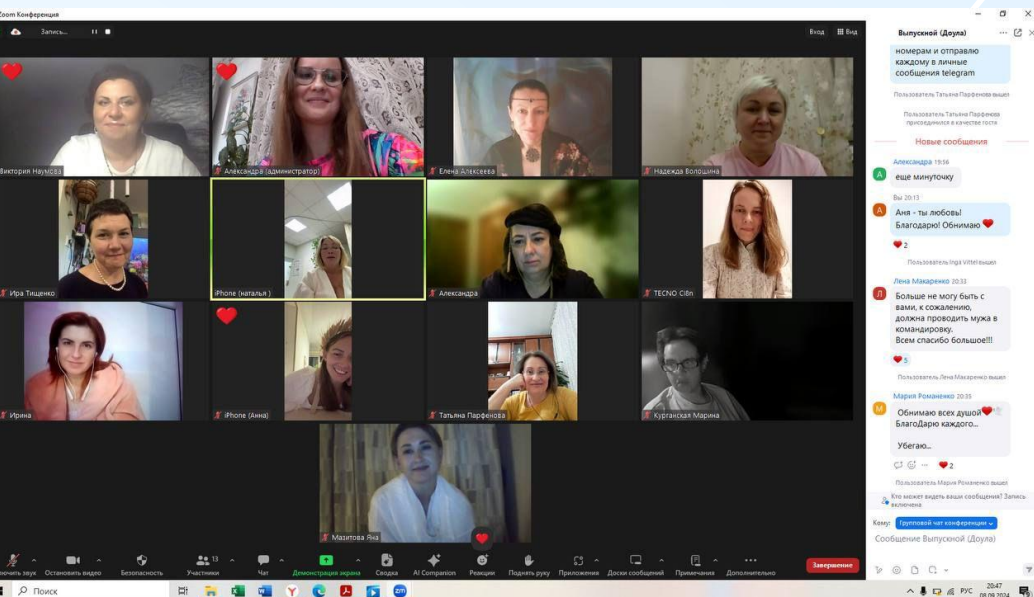 Zoom Конференция
Запись...
Вход
Вид
Виктория Наумова
Александра (администратор)
Елена Алексеева
Надежда Волошина
Ира Тищенко
iPhone (наталья )
Александра
TECNO CI8n
Ирина
iPhone (Анна)
Татьяна Парфенова
Курганская Марина
Мазитова Яна
Выпускной (Доула)
номерам и отправлю
каждому в личные
сообщения telegram
Пользователь Татьяна Парфенова вышел
Пользователь Татьяна Парфенова
присоединился в качестве гостя
Новые сообщения
Александра 19:56
А
еще минуточку
Вы 20:13
А
Аня - ты любовь!
Благодарю! Обнимаю ❤
❤ 2
Пользователь Inga Vittel вышел
Лена Макаренко 20:33
Л
Больше не могу быть с
вами, к сожалению,
должна проводить мужа в
командировку.
Всем спасибо большое!!!
❤ 5
Пользователь Лена Макаренко вышел
Мария Романенко 20:35
М
Обнимаю всех душой❤
БлагоДарю каждого...
Убегаю...
❤ 2
Пользователь Мария Романенко вышел
Кто может видеть ваши сообщения? Запись
включена
Кому: Групповой чат конференции
Сообщение Выпускной (Доула)
ючить звук
Остановить видео
Безопасность
13
Участники
Чат
Демонстрация экрана
Сводка
AI Companion
Реакции
Поднять руку
Приложения
Доски сообщений
Примечания
Дополнительно
Завершение
Поиск
zm
РУС
20:47
08.09.2024